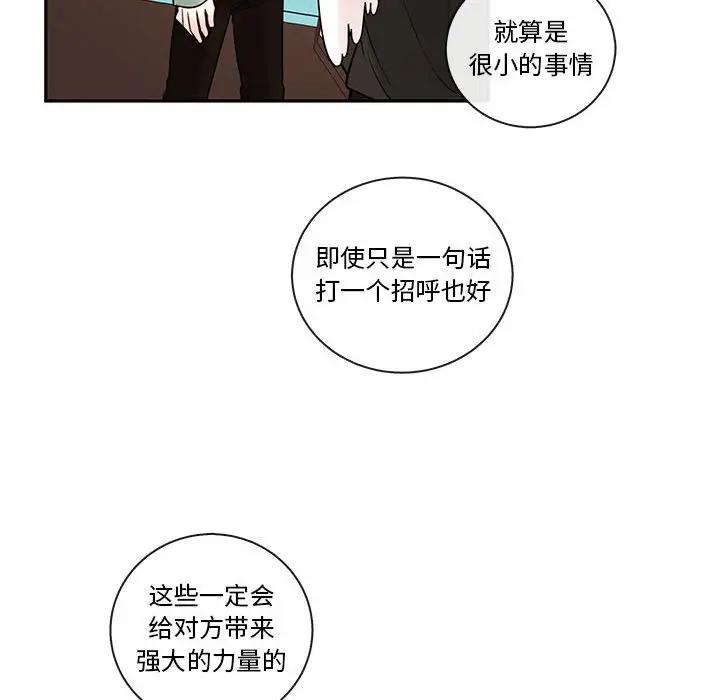 就算是
很小的事情
即使只是一句话
打一个招呼也好
这些一定会
给对方带来
强大的力量的